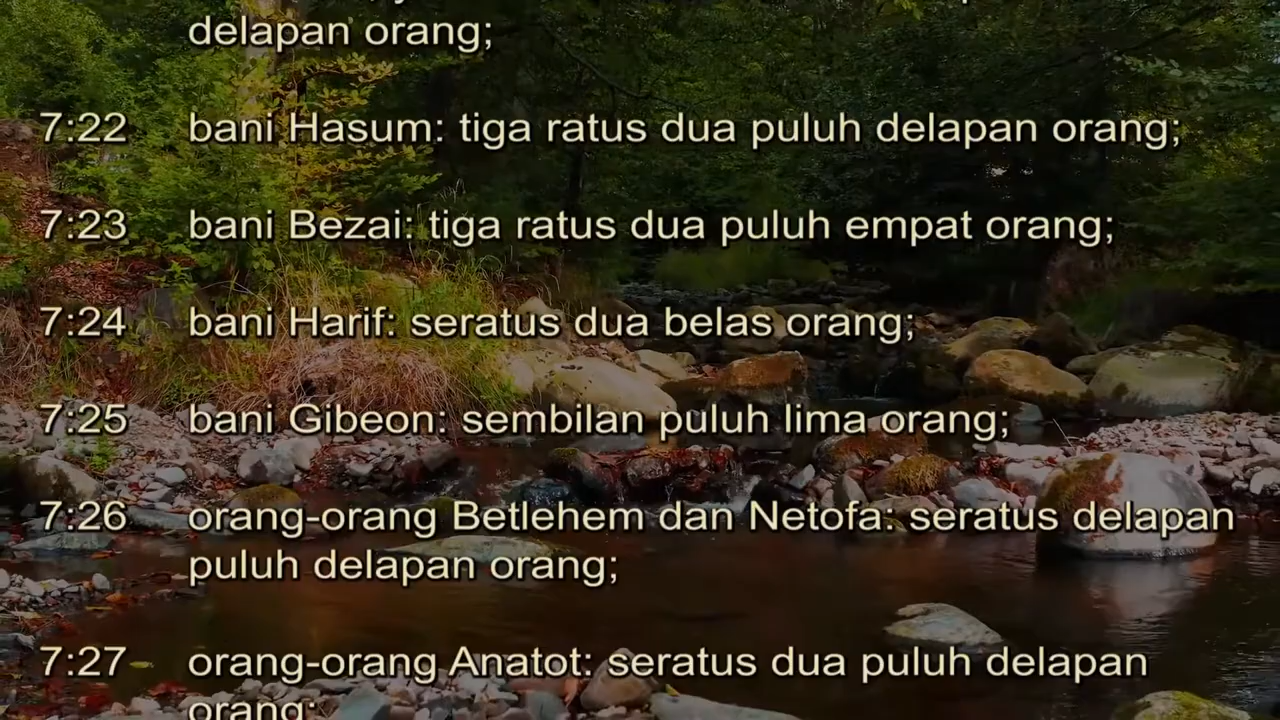 delapan orang;
7:22 bani Hasum: tiga ratus dua puluh delapan orang;
7:23 bani Bezai: tiga ratus dua puluh empat orang;
7:24 bani Harif: seratus dua belas orang;
7:25 bani Gibeon: sembilan puluh lima orang;
7:26 orang-orang Betlehem dan Netofa: seratus delapan
puluh delapan orang;
7:27 orang-orang Anatot: seratus dua puluh delapan
orang;